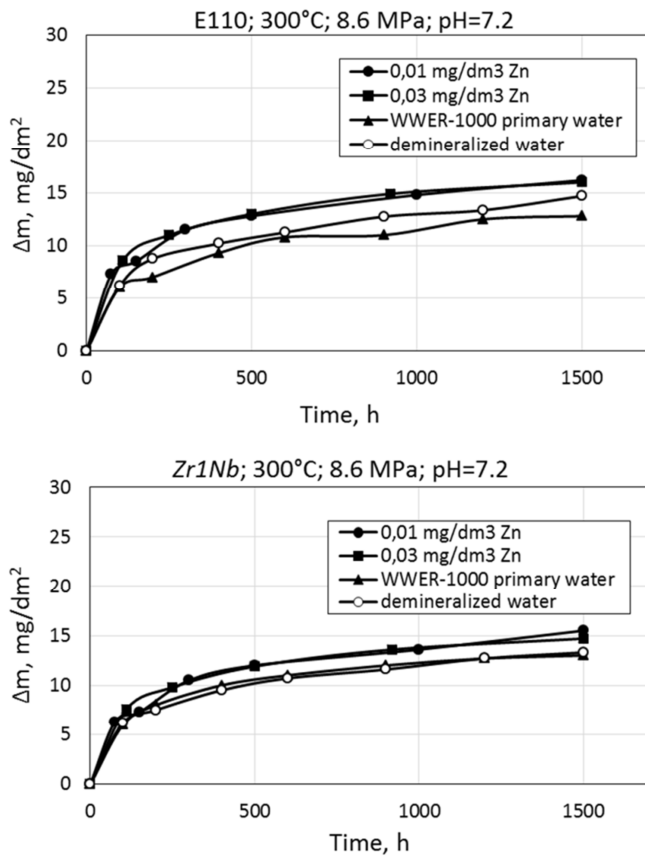 E110; 300°C; 8.6 MPa; pH=7.2
30
25
20
15
10
5
0
Δm, mg/dm²
0,01 mg/dm3 Zn
0,03 mg/dm3 Zn
WWER-1000 primary water
demineralized water
0 500 1000 1500
Time, h
Zr1Nb; 300°C; 8.6 MPa; pH=7.2
30
25
20
15
10
5
0
Δm, mg/dm²
0,01 mg/dm3 Zn
0,03 mg/dm3 Zn
WWER-1000 primary water
demineralized water
0 500 1000 1500
Time, h